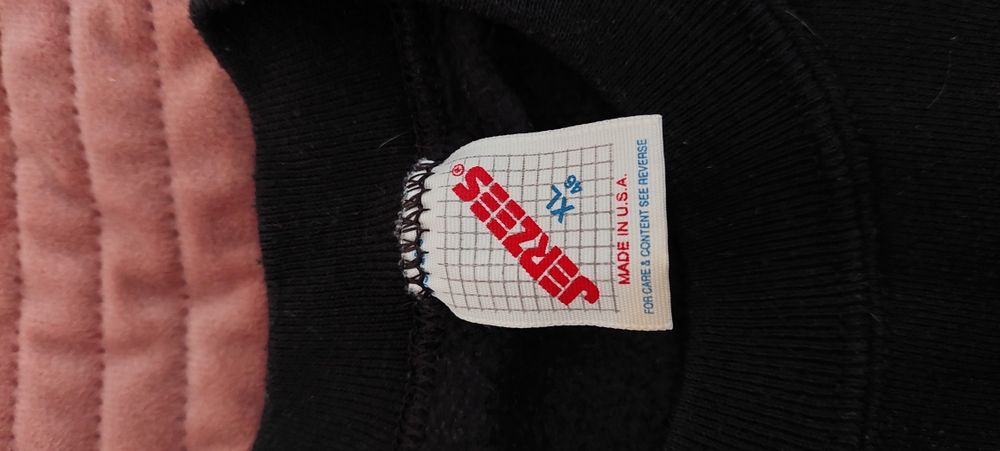 JERZEES®
XL
46
MADE IN U.S.A.
FOR CARE & CONTENT SEE REVERSE